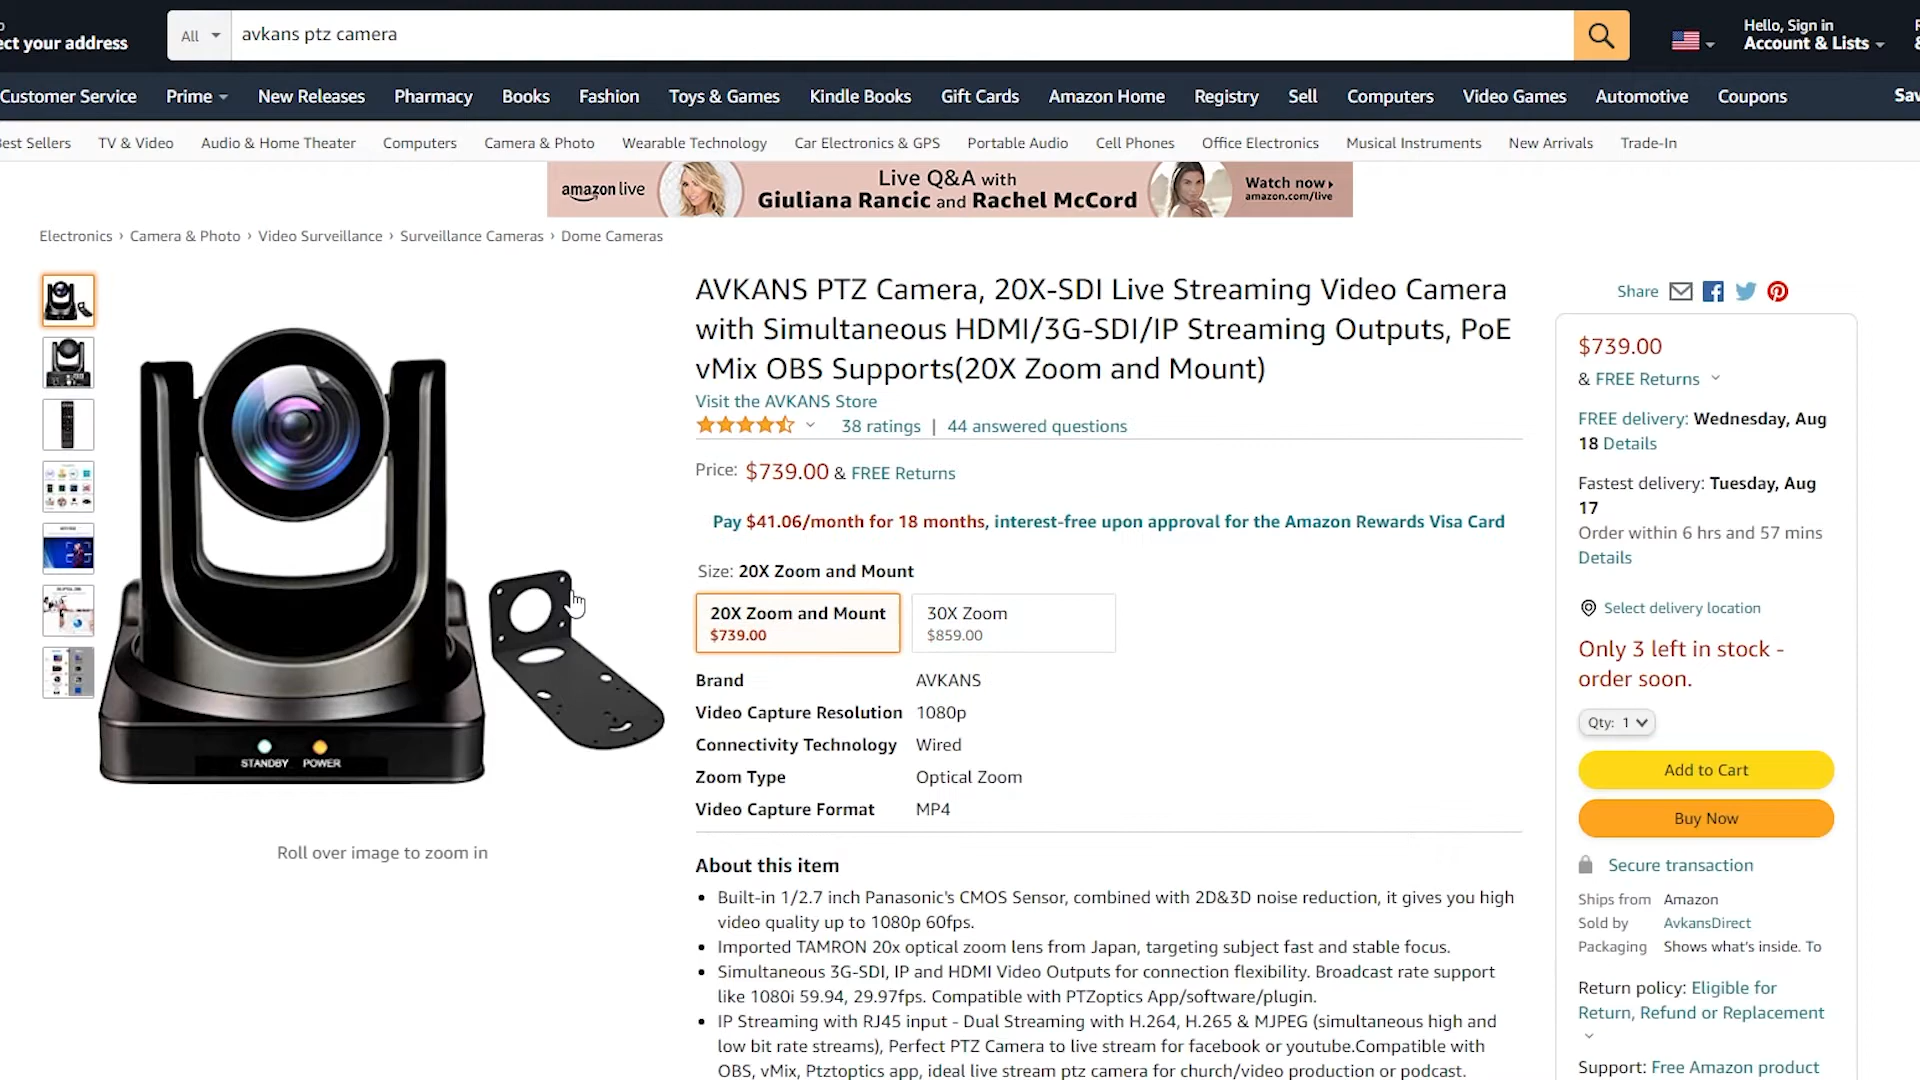 ect your address
All
avkans ptz camera
Hello, Sign in
Account & Lists
Customer Service
Prime
New Releases
Pharmacy
Books
Fashion
Toys & Games
Kindle Books
Gift Cards
Amazon Home
Registry
Sell
Computers
Video Games
Automotive
Coupons
est Sellers
TV & Video
Audio & Home Theater
Computers
Camera & Photo
Wearable Technology
Car Electronics & GPS
Portable Audio
Cell Phones
Office Electronics
Musical Instruments
New Arrivals
Trade-In
amazon live
Live Q&A with
Giuliana Rancic and Rachel McCord
Watch now
amazon.com/live
Electronics › Camera & Photo › Video Surveillance › Surveillance Cameras › Dome Cameras
STANDBY POWER
Roll over image to zoom in
AVKANS PTZ Camera, 20X-SDI Live Streaming Video Camera
with Simultaneous HDMI/3G-SDI/IP Streaming Outputs, PoE
vMix OBS Supports(20X Zoom and Mount)
Visit the AVKANS Store
38 ratings | 44 answered questions
Price: $739.00 & FREE Returns
Pay $41.06/month for 18 months, interest-free upon approval for the Amazon Rewards Visa Card
Size: 20X Zoom and Mount
20X Zoom and Mount
$739.00
30X Zoom
$859.00
Brand AVKANS
Video Capture Resolution 1080p
Connectivity Technology Wired
Zoom Type Optical Zoom
Video Capture Format MP4
About this item
• Built-in 1/2.7 inch Panasonic's CMOS Sensor, combined with 2D&3D noise reduction, it gives you high
video quality up to 1080p 60fps.
• Imported TAMRON 20x optical zoom lens from Japan, targeting subject fast and stable focus.
• Simultaneous 3G-SDI, IP and HDMI Video Outputs for connection flexibility. Broadcast rate support
like 1080i 59.94, 29.97fps. Compatible with PTZoptics App/software/plugin.
• IP Streaming with RJ45 input - Dual Streaming with H.264, H.265 & MJPEG (simultaneous high and
low bit rate streams), Perfect PTZ Camera to live stream for facebook or youtube.Compatible with
OBS, vMix, Ptztoptics app, ideal live stream ptz camera for church/video production or podcast.
Share
$739.00
& FREE Returns
FREE delivery: Wednesday, Aug
18 Details
Fastest delivery: Tuesday, Aug
17
Order within 6 hrs and 57 mins
Details
Select delivery location
Only 3 left in stock -
order soon.
Qty: 1
Add to Cart
Buy Now
Secure transaction
Ships from Amazon
Sold by AvkansDirect
Packaging Shows what's inside. To
Return policy: Eligible for
Return, Refund or Replacement
Support: Free Amazon product